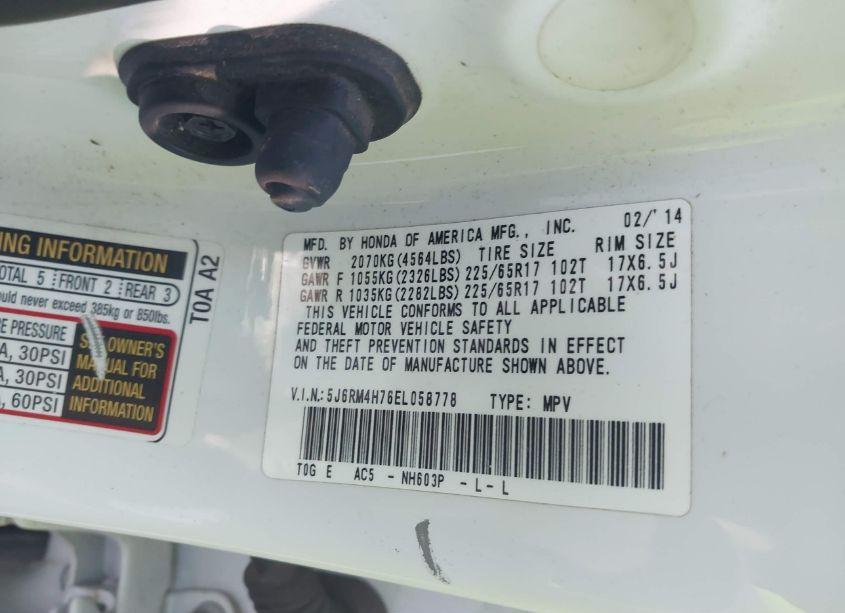 NG INFORMATION
OTAL 5 FRONT 2 REAR 3
ould never exceed 385kg or 850lbs.
E PRESSURE
A, 30PSI
A, 30PSI
A, 60PSI
OWNER'S
MANUAL FOR
ADDITIONAL
INFORMATION
T0A A2
MFD. BY HONDA OF AMERICA MFG., INC. 02/'14
GVWR 2070KG(4564LBS) TIRE SIZE RIM SIZE
GAWR F 1055KG(2326LBS) 225/65R17 102T 17X6.5J
GAWR R 1035KG(2282LBS) 225/65R17 102T 17X6.5J
THIS VEHICLE CONFORMS TO ALL APPLICABLE
FEDERAL MOTOR VEHICLE SAFETY
AND THEFT PREVENTION STANDARDS IN EFFECT
ON THE DATE OF MANUFACTURE SHOWN ABOVE.
V.I.N.:5J6RM4H76EL058778 TYPE: MPV
T0G E AC5 - NH603P - L - L